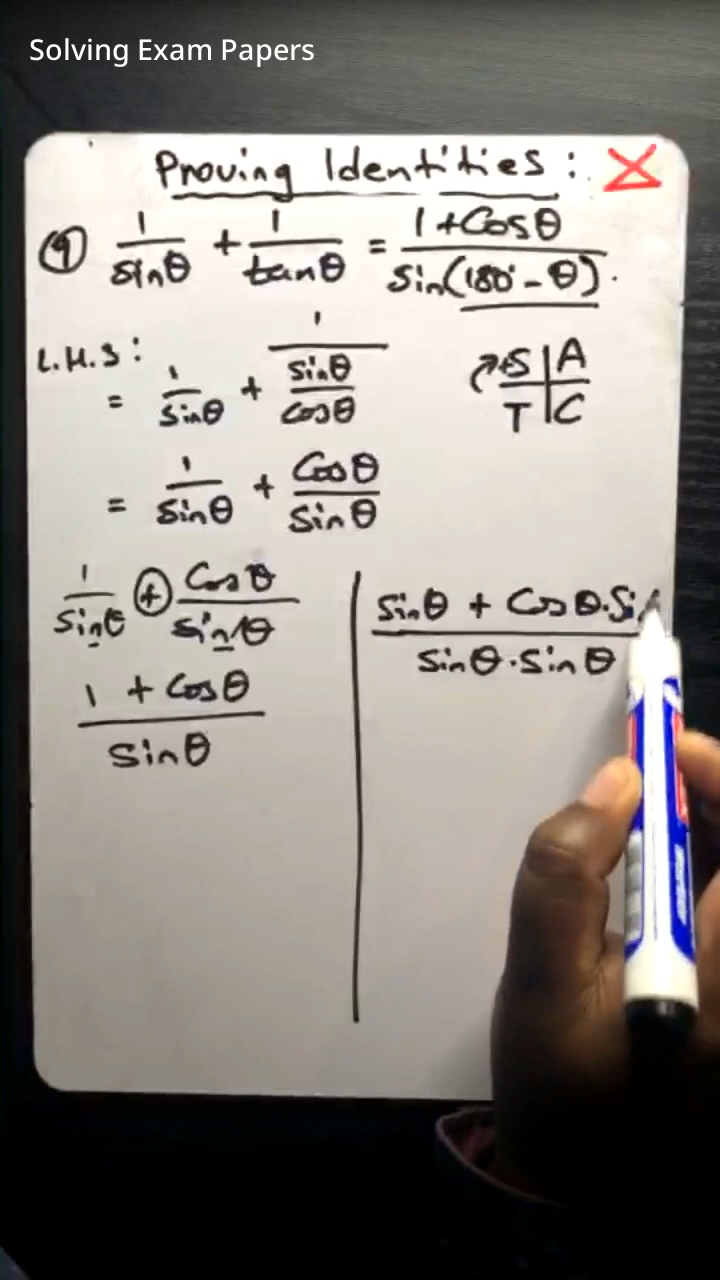 Solving Exam Papers
Proving Identities: X
(9) 1/sinθ + 1/tanθ = 1+Cosθ/sin(180°-θ).
L.H.S:
= 1/sinθ + 1/(sinθ/cosθ)
S A
T C
= 1/sinθ + Cosθ/sinθ
1/sinθ + Cosθ/sinθ
1 + Cosθ/sinθ
sinθ + Cosθ.Si
sinθ.sinθ